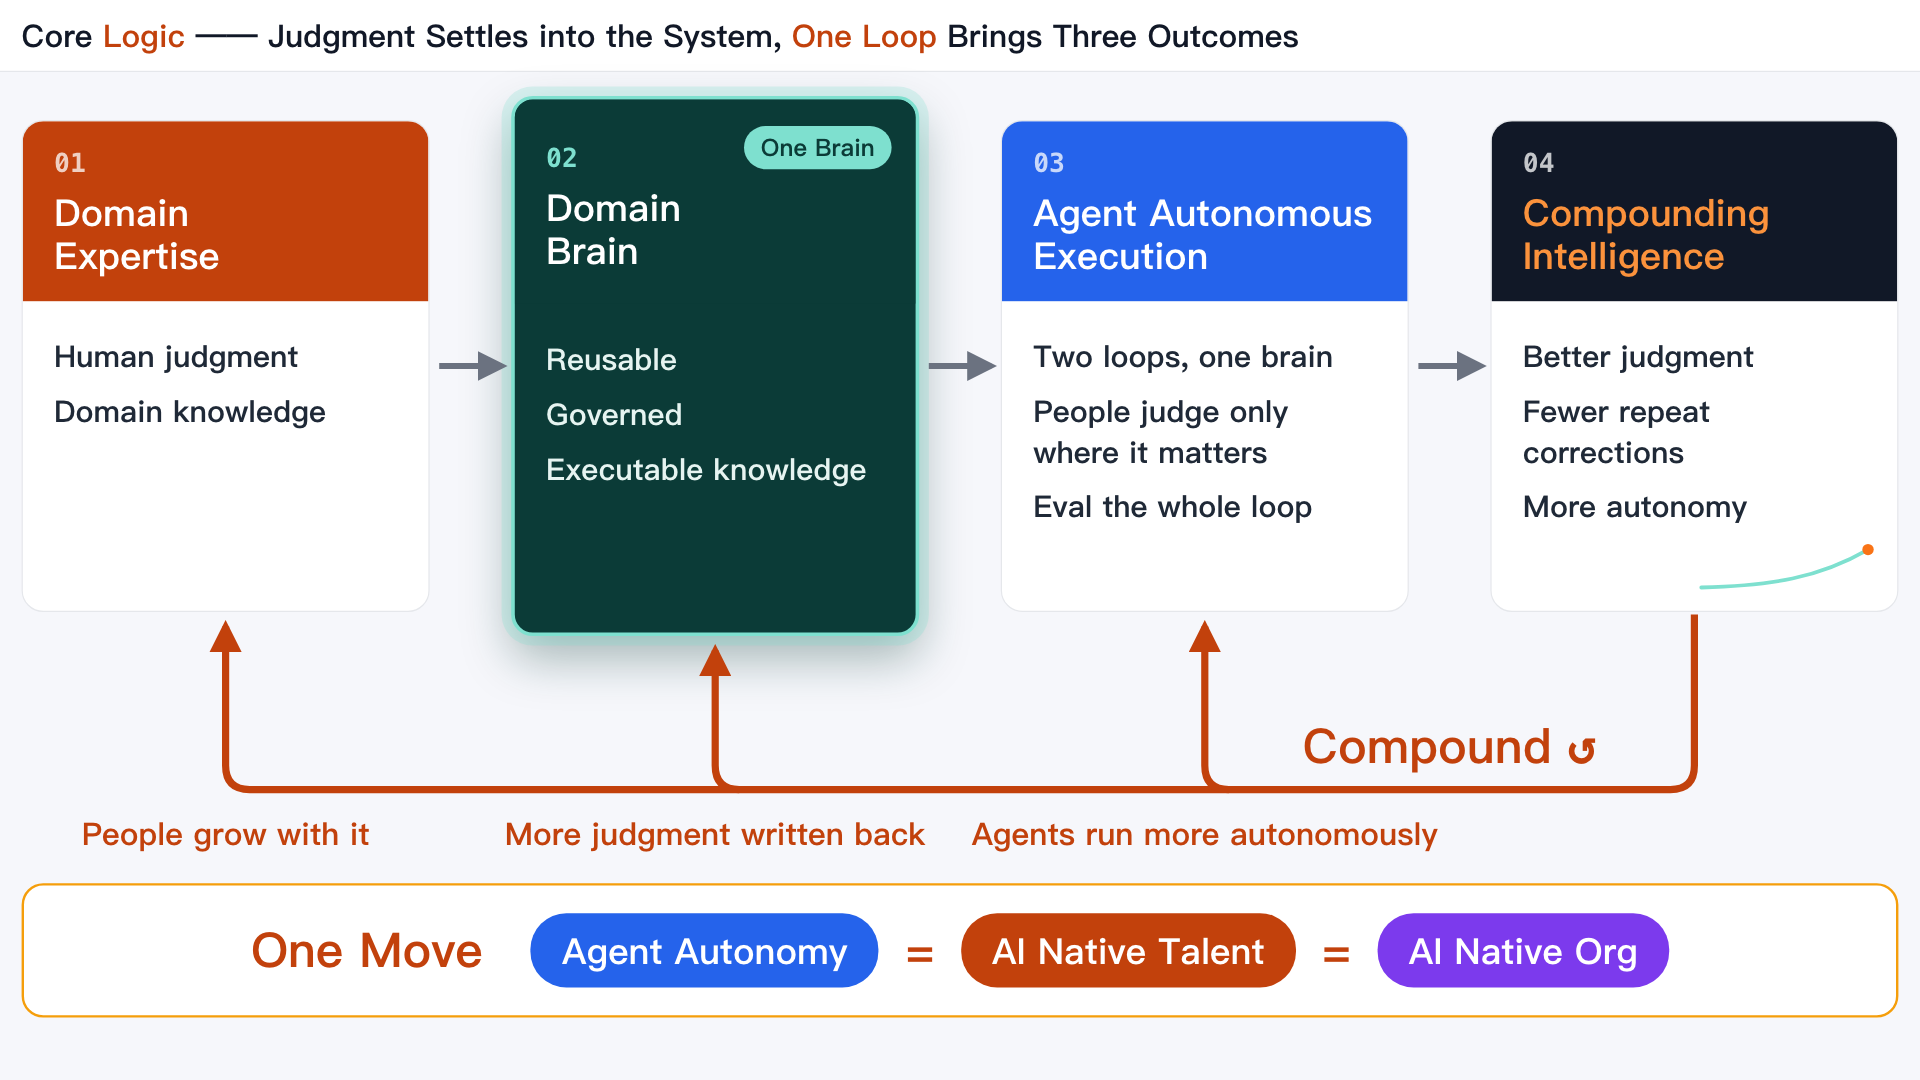 Core Logic —— Judgment Settles into the System, One Loop Brings Three Outcomes
01
Domain
Expertise
Human judgment
Domain knowledge
02
One Brain
Domain
Brain
Reusable
Governed
Executable knowledge
03
Agent Autonomous
Execution
Two loops, one brain
People judge only
where it matters
Eval the whole loop
04
Compounding
Intelligence
Better judgment
Fewer repeat
corrections
More autonomy
Compound ↺
People grow with it
More judgment written back
Agents run more autonomously
One Move
Agent Autonomy = AI Native Talent = AI Native Org